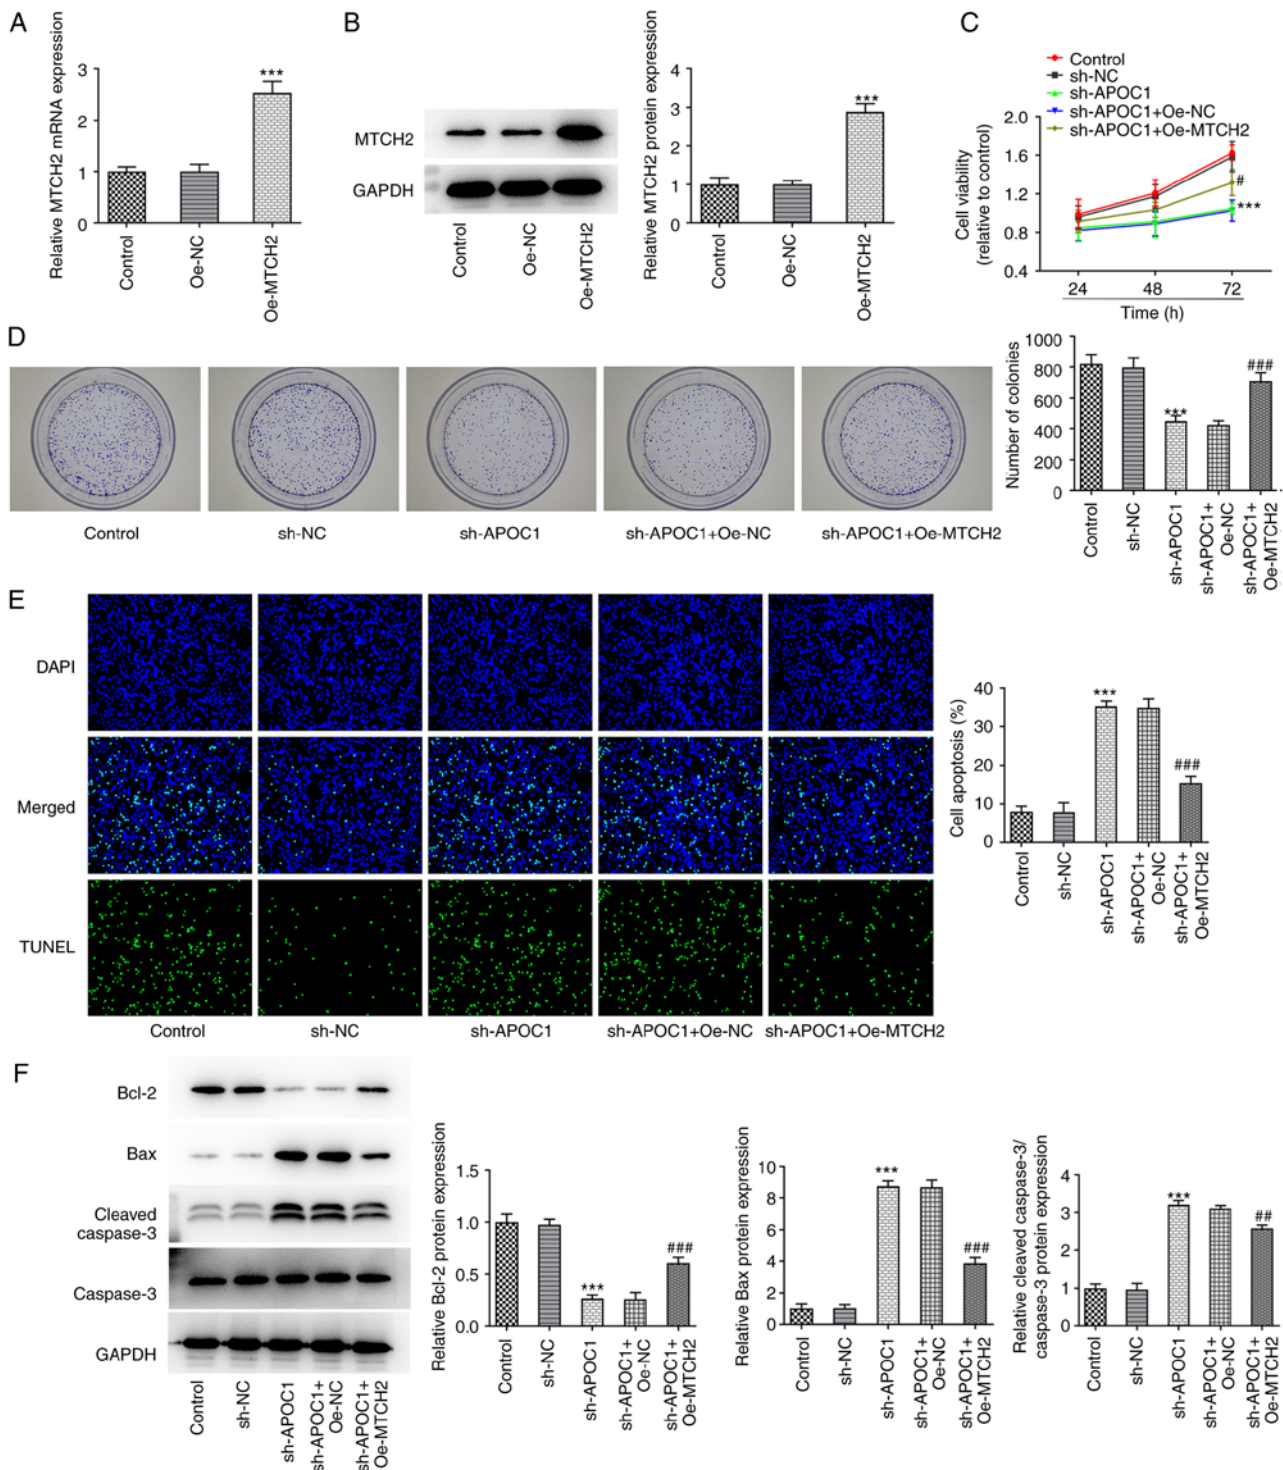 A
Relative MTCH2 mRNA expression
3
2
1
0
***
Control
Oe-NC
Oe-MTCH2
B
MTCH2
GAPDH
Control
Oe-NC
Oe-MTCH2
Relative MTCH2 protein expression
4
3
2
1
0
***
Control
Oe-NC
Oe-MTCH2
C
Control
sh-NC
sh-APOC1
sh-APOC1+Oe-NC
sh-APOC1+Oe-MTCH2
Cell viability
(relative to control)
2.0
1.6
1.2
0.8
0.4
#
***
24 48 72
Time (h)
D
Control
sh-NC
sh-APOC1
sh-APOC1+Oe-NC
sh-APOC1+Oe-MTCH2
Number of colonies
1000
800
600
400
200
0
***
###
Control
sh-NC
sh-APOC1
sh-APOC1+
Oe-NC
sh-APOC1+
Oe-MTCH2
E
DAPI
Merged
TUNEL
Control
sh-NC
sh-APOC1
sh-APOC1+Oe-NC
sh-APOC1+Oe-MTCH2
Cell apoptosis (%)
40
30
20
10
0
***
###
Control
sh-NC
sh-APOC1
sh-APOC1+
Oe-NC
sh-APOC1+
Oe-MTCH2
F
Bcl-2
Bax
Cleaved
caspase-3
Caspase-3
GAPDH
Control
sh-NC
sh-APOC1
sh-APOC1+
Oe-NC
sh-APOC1+
Oe-MTCH2
Relative Bcl-2 protein expression
1.5
1.0
0.5
0.0
***
###
Control
sh-NC
sh-APOC1
sh-APOC1+
Oe-NC
sh-APOC1+
Oe-MTCH2
Relative Bax protein expression
10
8
6
4
2
0
***
###
Control
sh-NC
sh-APOC1
sh-APOC1+
Oe-NC
sh-APOC1+
Oe-MTCH2
Relative cleaved caspase-3/
caspase-3 protein expression
4
3
2
1
0
***
##
Control
sh-NC
sh-APOC1
sh-APOC1+
Oe-NC
sh-APOC1+
Oe-MTCH2